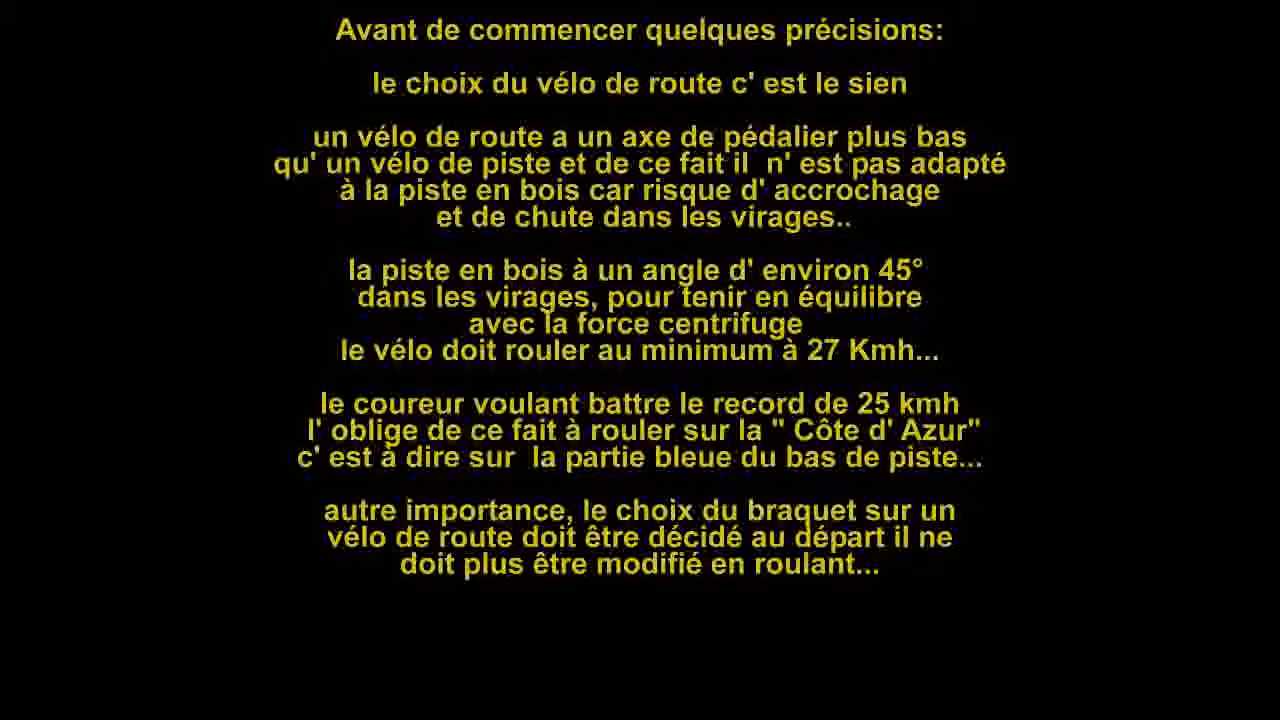 Avant de commencer quelques précisions:
le choix du vélo de route c' est le sien
un vélo de route a un axe de pédalier plus bas
qu' un vélo de piste et de ce fait il  n' est pas adapté
à la piste en bois car risque d' accrochage
et de chute dans les virages..
la piste en bois à un angle d' environ 45°
dans les virages, pour tenir en équilibre
avec la force centrifuge
le vélo doit rouler au minimum à 27 Kmh...
le coureur voulant battre le record de 25 kmh
l' oblige de ce fait à rouler sur la " Côte d' Azur"
c' est à dire sur  la partie bleue du bas de piste...
autre importance, le choix du braquet sur un
vélo de route doit être décidé au départ il ne
doit plus être modifié en roulant...